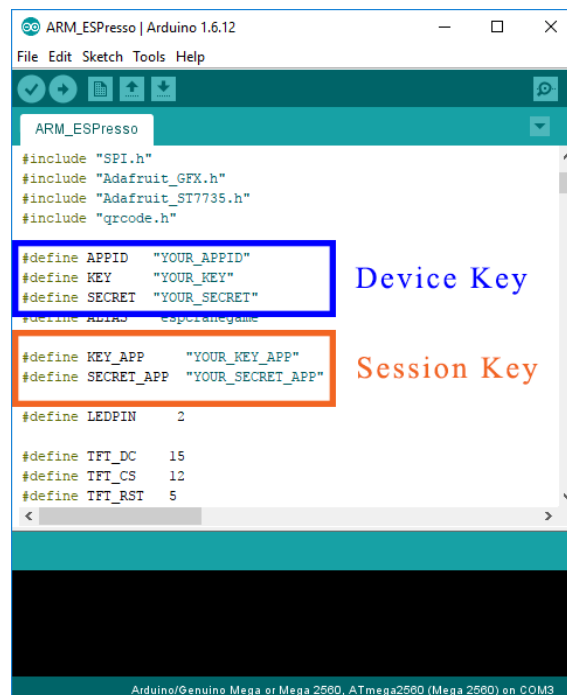 ARM_ESPresso | Arduino 1.6.12
File Edit Sketch Tools Help
ARM_ESPresso
#include "SPI.h"
#include "Adafruit_GFX.h"
#include "Adafruit_ST7735.h"
#include "qrcode.h"
#define APPID "YOUR_APPID"
#define KEY "YOUR_KEY"
#define SECRET "YOUR_SECRET"
Device Key
#define ALIAS "espcranegame"
#define KEY_APP "YOUR_KEY_APP"
#define SECRET_APP "YOUR_SECRET_APP"
Session Key
#define LEDPIN 2
#define TFT_DC 15
#define TFT_CS 12
#define TFT_RST 5
Arduino/Genuino Mega or Mega 2560, ATmega2560 (Mega 2560) on COM3